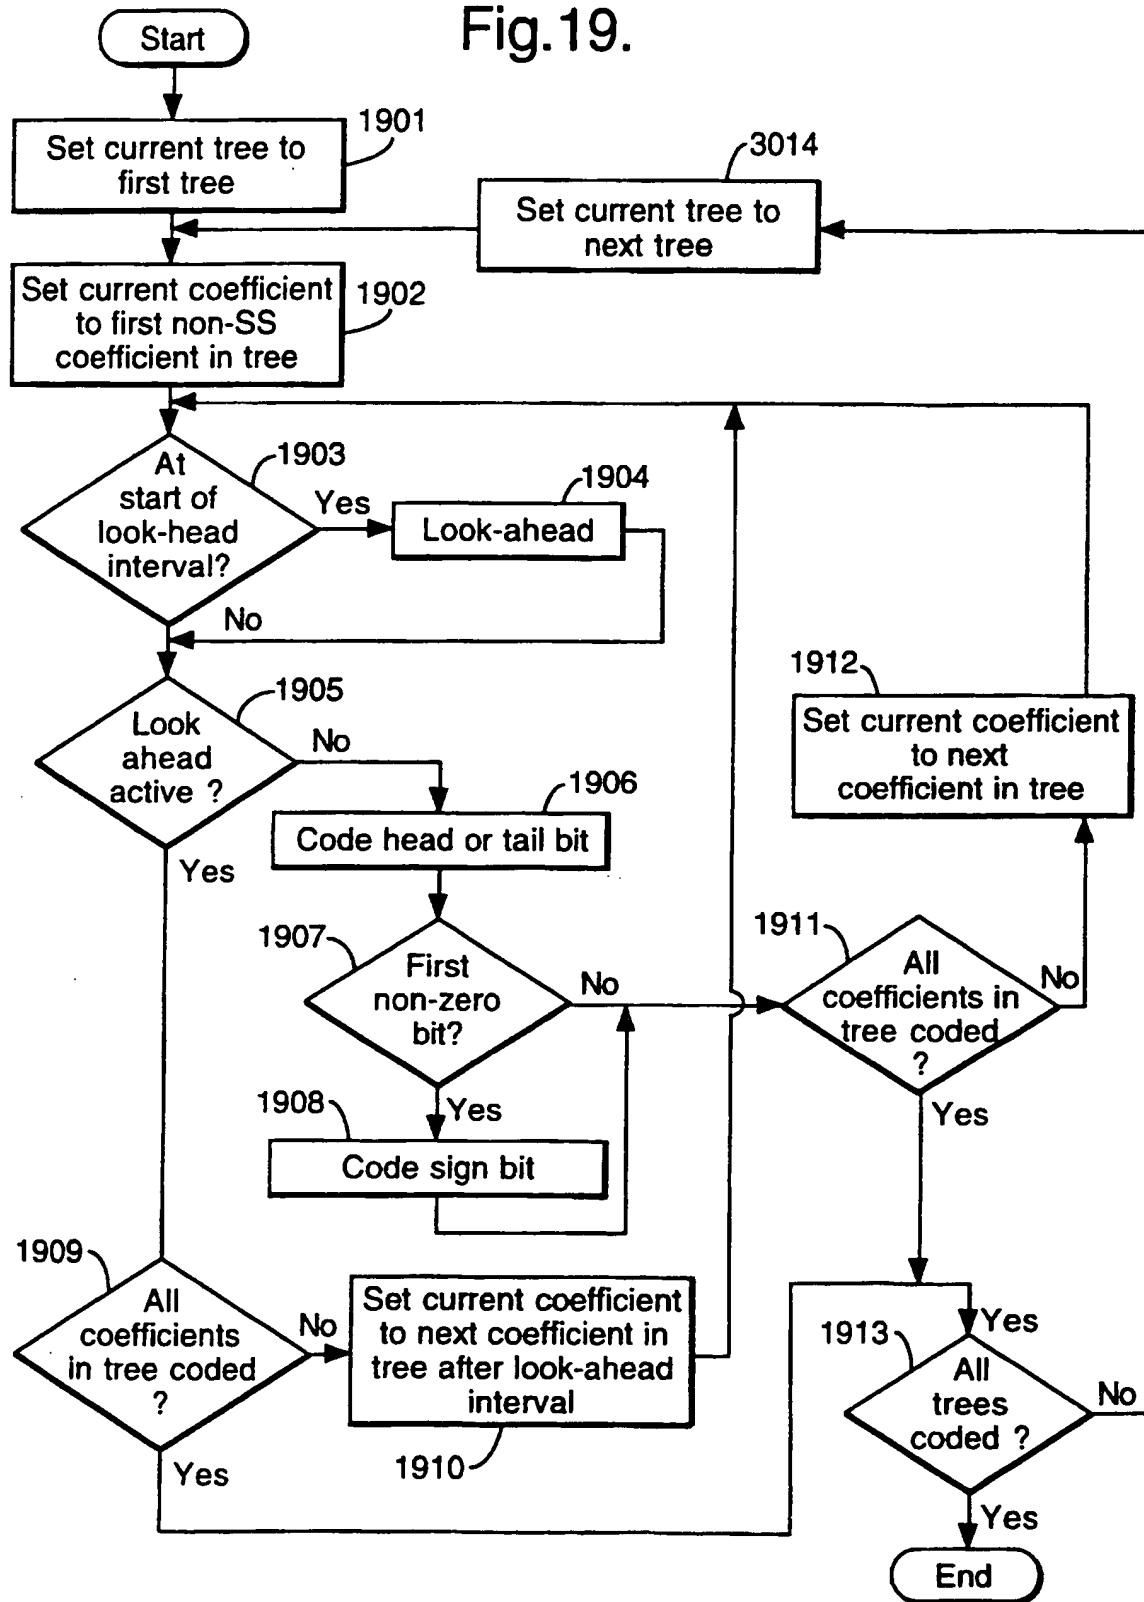 Fig.19.
Start
1901
Set current tree to
first tree
3014
Set current tree to
next tree
1902
Set current coefficient
to first non-SS
coefficient in tree
1903
At
start of
look-head
interval?
Yes
1904
Look-ahead
No
1905
Look
ahead
active ?
No
Yes
1906
Code head or tail bit
1907
First
non-zero
bit?
No
Yes
1908
Code sign bit
1912
Set current coefficient
to next
coefficient in tree
1911
All
coefficients in
tree coded
?
No
Yes
1909
All
coefficients
in tree coded
?
No
Yes
Set current coefficient
to next coefficient in
tree after look-ahead
interval
1910
Yes
1913
All
trees
coded ?
No
Yes
End